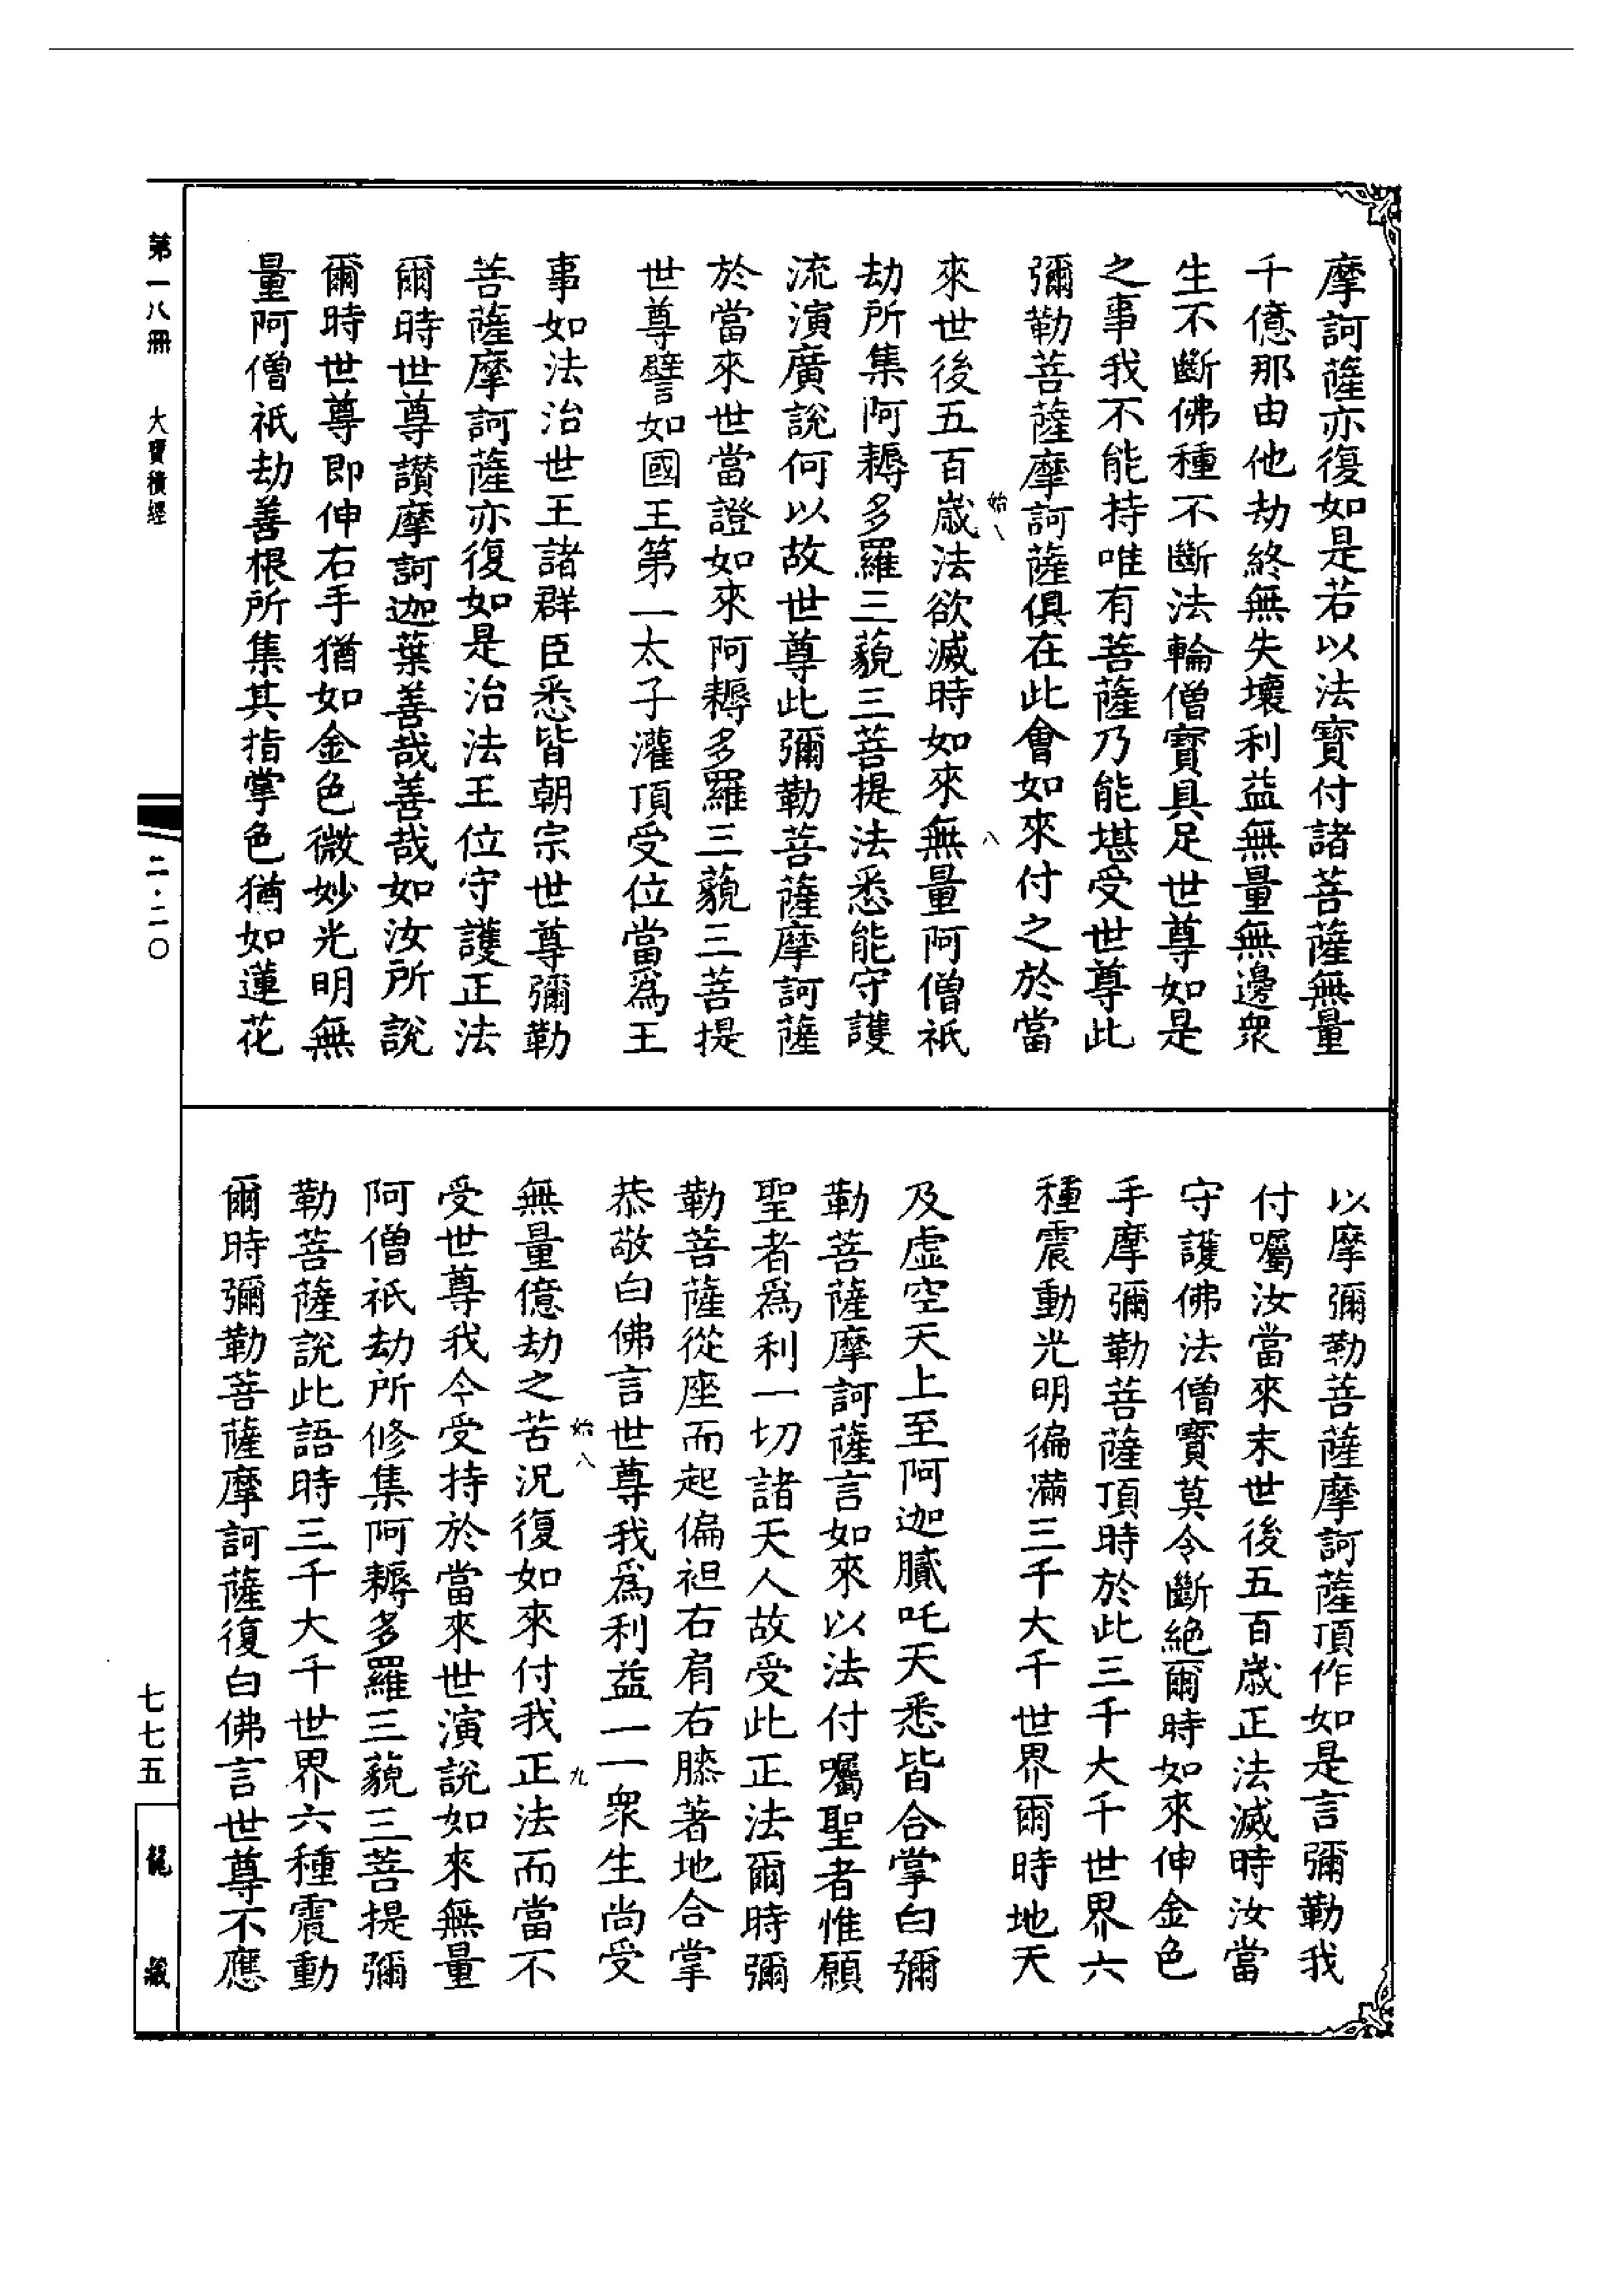 摩訶薩亦復如是若以法寶付諸菩薩無量
千億那由他劫終無失壞利益無量無邊衆
生不斷佛種不斷法輪僧寶具足世尊如是
之事我不能持唯有菩薩乃能堪受世尊此
彌勒菩薩摩訶薩俱在此會如來付之於當
始八
八
來世後五百歲法欲滅時如來無量阿僧祇
劫所集阿耨多羅三藐三菩提法悉能守護
流演廣說何以故世尊此彌勒菩薩摩訶薩
於當來世當證如來阿耨多羅三藐三菩提
世尊譬如國王第一太子灌頂受位當爲王
事如法治世王諸群臣悉皆朝宗世尊彌勒
菩薩摩訶薩亦復如是治法王位守護正法
爾時世尊讚摩訶迦葉善哉善哉如汝所說
爾時世尊即伸右手猶如金色微妙光明無
量阿僧祇劫善根所集其指掌色猶如蓮花
以摩彌勒菩薩摩訶薩頂作如是言彌勒我
付囑汝當來末世後五百歲正法滅時汝當
守護佛法僧寶莫令斷絕爾時如來伸金色
手摩彌勒菩薩頂時於此三千大千世界六
種震動光明徧滿三千大千世界爾時地天
及虛空天上至阿迦膩吒天悉皆合掌白彌
勒菩薩摩訶薩言如來以法付囑聖者惟願
聖者爲利一切諸天人故受此正法爾時彌
勒菩薩從座而起偏袒右肩右膝著地合掌
恭敬白佛言世尊我爲利益一一衆生尚受
始八
九
無量億劫之苦況復如來付我正法而當不
受世尊我今受持於當來世演說如來無量
阿僧祇劫所修集阿耨多羅三藐三菩提彌
勒菩薩說此語時三千大千世界六種震動
爾時彌勒菩薩摩訶薩復白佛言世尊不應
第一八冊 大寶積經
二·二〇
七七五
龍藏